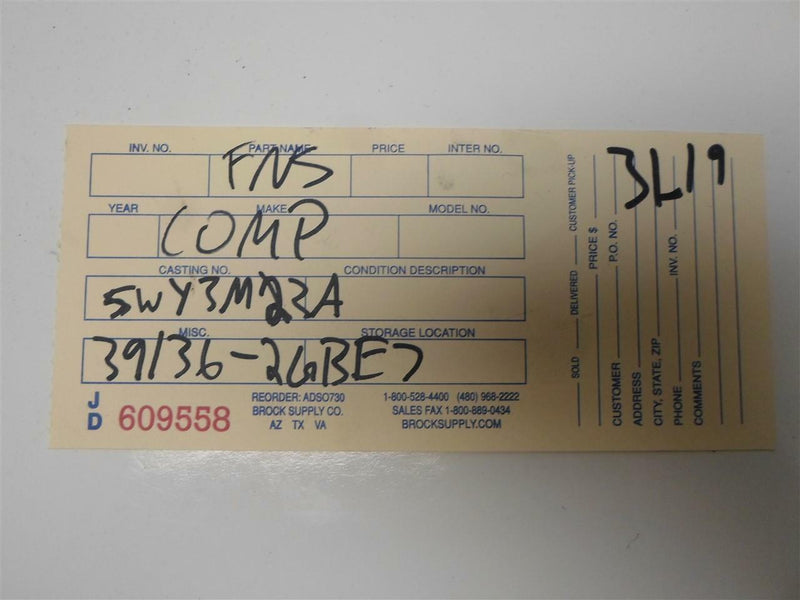 INV. NO. PART NAME PRICE INTER NO.
FNS
YEAR MAKE MODEL NO.
COMP
CASTING NO. CONDITION DESCRIPTION
5WY3M23A
MISC. STORAGE LOCATION
39136-2GBE7
JD 609558
REORDER: ADSO730
BROCK SUPPLY CO.
AZ TX VA
1-800-528-4400 (480) 968-2222
SALES FAX 1-800-889-0434
BROCKSUPPLY.COM
SOLD DELIVERED CUSTOMER PICK-UP
PRICE $
CUSTOMER P.O. NO.
ADDRESS
CITY, STATE, ZIP
PHONE INV. NO.
COMMENTS
3L19